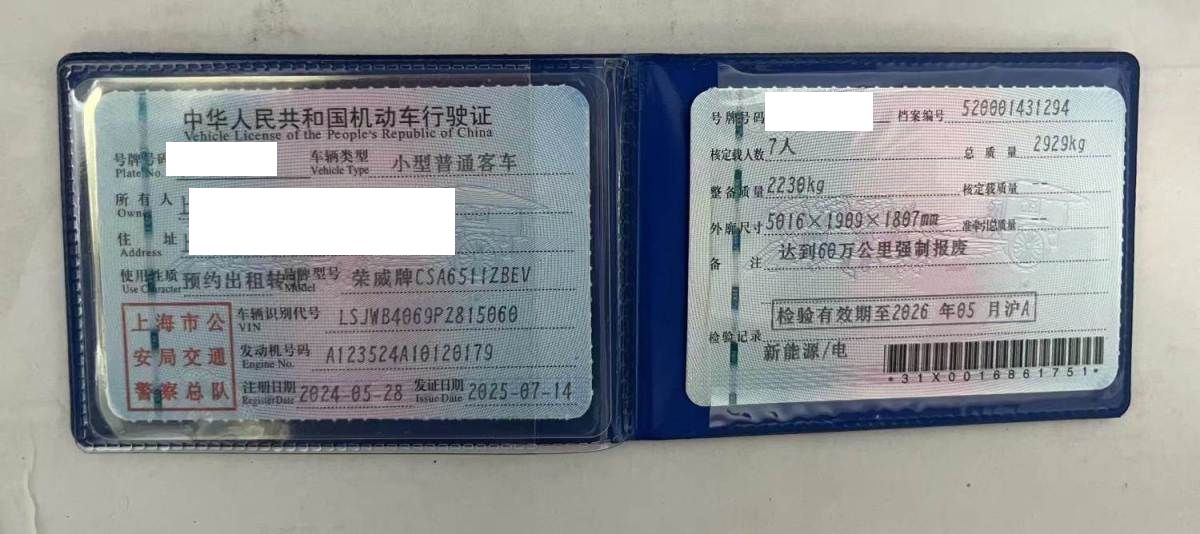 中华人民共和国机动车行驶证
Vehicle License of the People's Republic of China
号牌号码 车辆类型 小型普通客车
Plate No. Vehicle Type
所有人
Owner
住址
Address
使用性质 预约出租转 品牌型号 荣威牌CSA6511ZBEV
Use Character Model
上海市公安局交通警察总队
车辆识别代号 LSJWB4069PZ815060
VIN
发动机号码 A123524A10120179
Engine No.
注册日期 2024-05-28 发证日期 2025-07-14
Register Date Issue Date
号牌号码 档案编号 520001431294
核定载人数 7人 总质量 2929kg
整备质量 2230kg 核定载质量 --
外廓尺寸 5016×1909×1807mm 准牵引总质量 --
备注 达到60万公里强制报废
检验有效期至2026年05月沪A
检验记录
新能源/电
*31X0016861751*